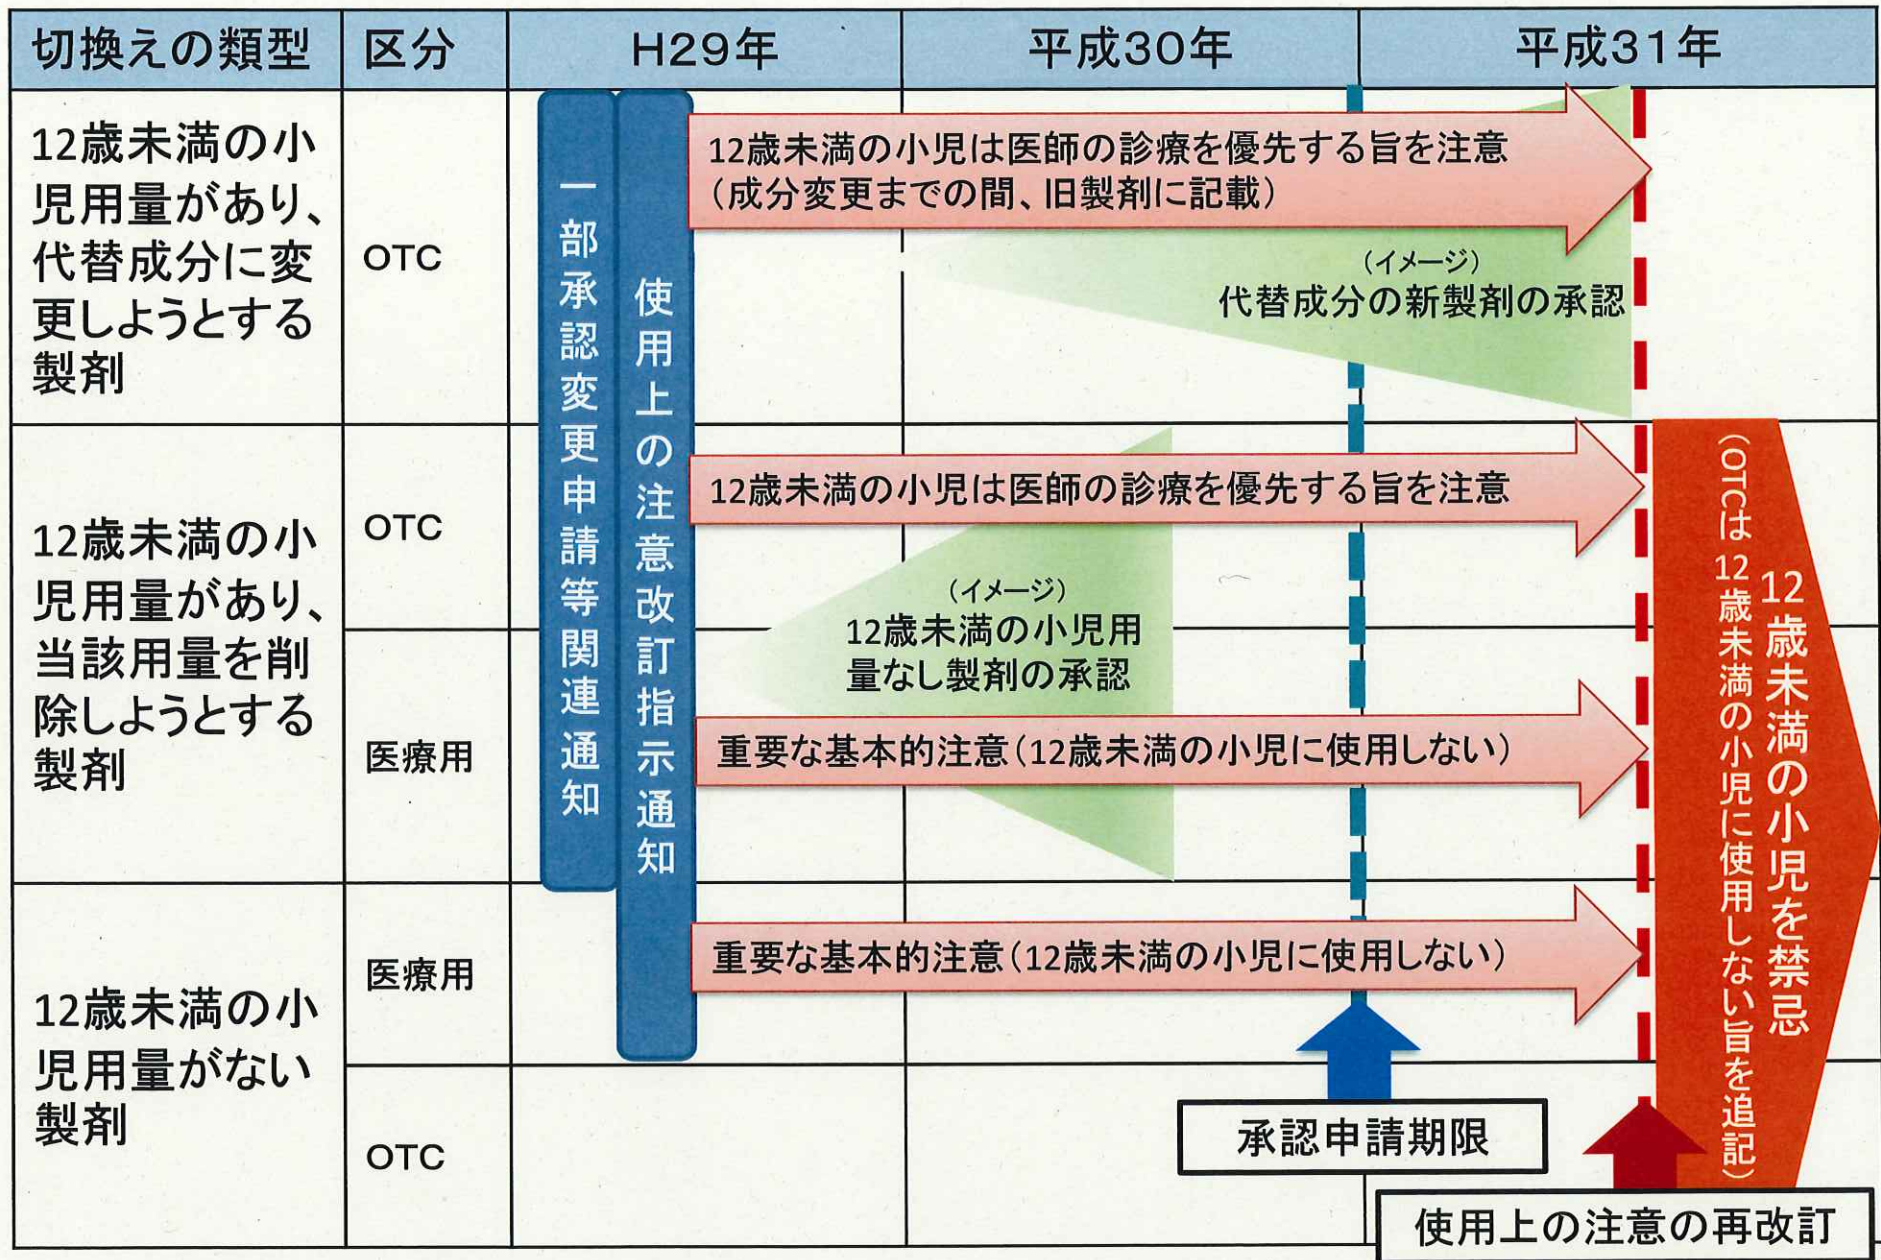 切換えの類型
区分
H29年
平成30年
平成31年
12歳未満の小
児用量があり、
代替成分に変
更しようとする
製剤
OTC
一部承認変更申請等関連通知
使用上の注意改訂指示通知
12歳未満の小児は医師の診療を優先する旨を注意
(成分変更までの間、旧製剤に記載)
(イメージ)
代替成分の新製剤の承認
12歳未満の小
児用量があり、
当該用量を削
除しようとする
製剤
OTC
12歳未満の小児は医師の診療を優先する旨を注意
(イメージ)
12歳未満の小児用
量なし製剤の承認
医療用
重要な基本的注意(12歳未満の小児に使用しない)
12歳未満の小児を禁忌
(OTCは12歳未満の小児に使用しない旨を追記)
12歳未満の小
児用量がない
製剤
医療用
重要な基本的注意(12歳未満の小児に使用しない)
OTC
承認申請期限
使用上の注意の再改訂